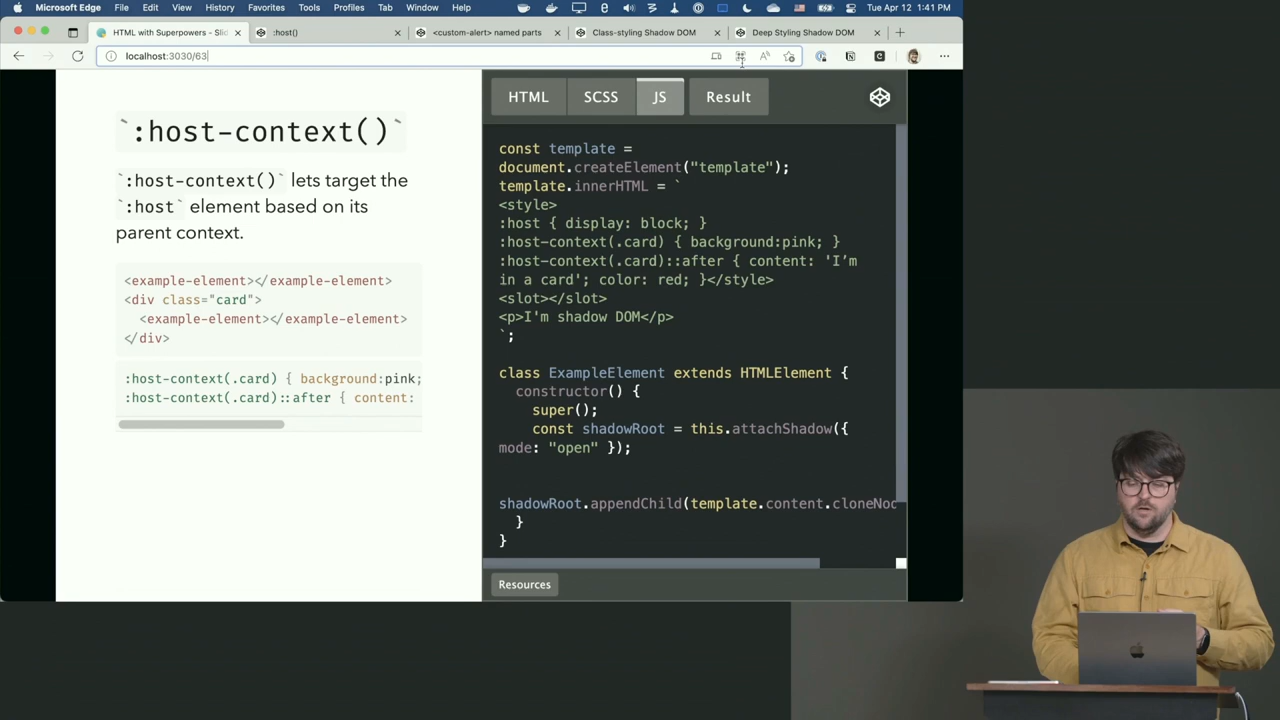 Microsoft Edge File Edit View History Favorites Tools Profiles Tab Window Help Tue Apr 12 1:41 PM
HTML with Superpowers - Slid
:host()
<custom-alert> named parts
Class-styling Shadow DOM
Deep Styling Shadow DOM
localhost:3030/63
`:host-context()`
`:host-context()` lets target the
`:host` element based on its
parent context.
<example-element></example-element>
<div class="card">
<example-element></example-element>
</div>
:host-context(.card) { background:pink;
:host-context(.card)::after { content:
HTML SCSS JS Result
const template =
document.createElement("template");
template.innerHTML = `
<style>
:host { display: block; }
:host-context(.card) { background:pink; }
:host-context(.card)::after { content: 'I’m
in a card'; color: red; }</style>
<slot></slot>
<p>I'm shadow DOM</p>
`;
class ExampleElement extends HTMLElement {
constructor() {
super();
const shadowRoot = this.attachShadow({
mode: "open" });
shadowRoot.appendChild(template.content.cloneNod
}
}
Resources